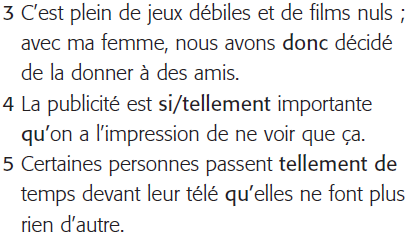 3 C'est plein de jeux débiles et de films nuls ;
avec ma femme, nous avons donc décidé
de la donner à des amis.
4 La publicité est si/tellement importante
qu'on a l'impression de ne voir que ça.
5 Certaines personnes passent tellement de
temps devant leur télé qu'elles ne font plus
rien d'autre.